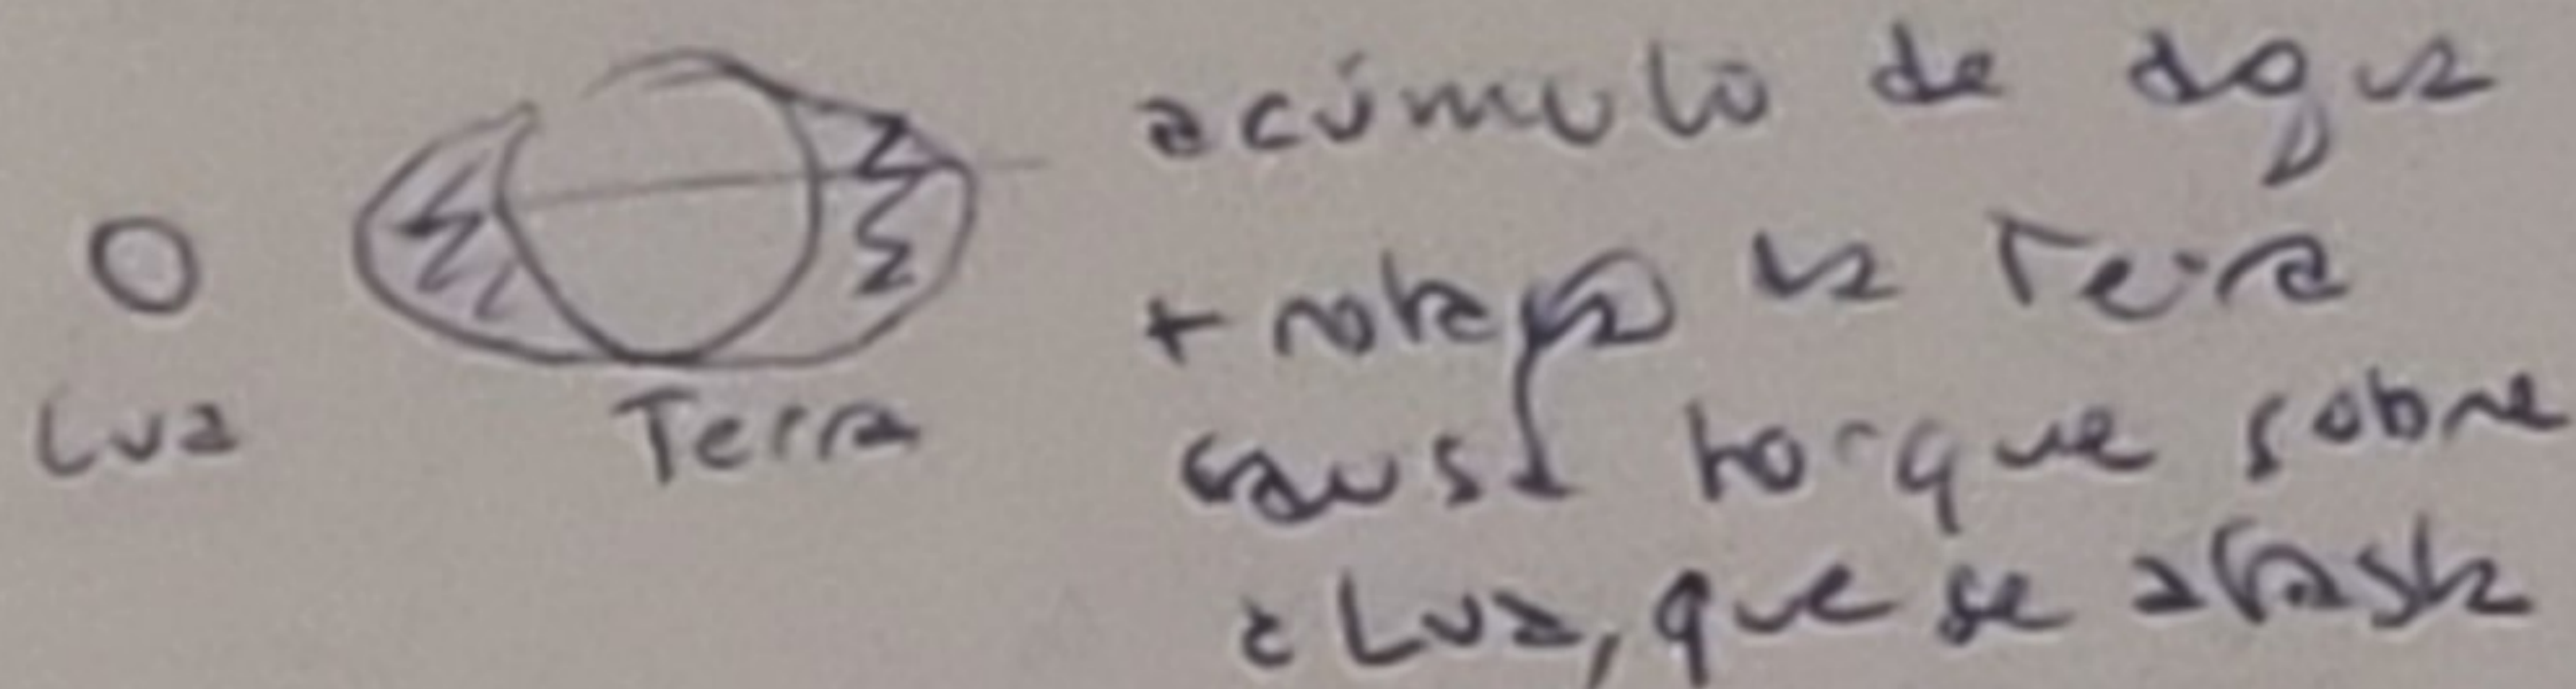 acúmulo de água
+ rotação da Terra
causa torque sobre
a Lua, que se afasta
Lua
Terra